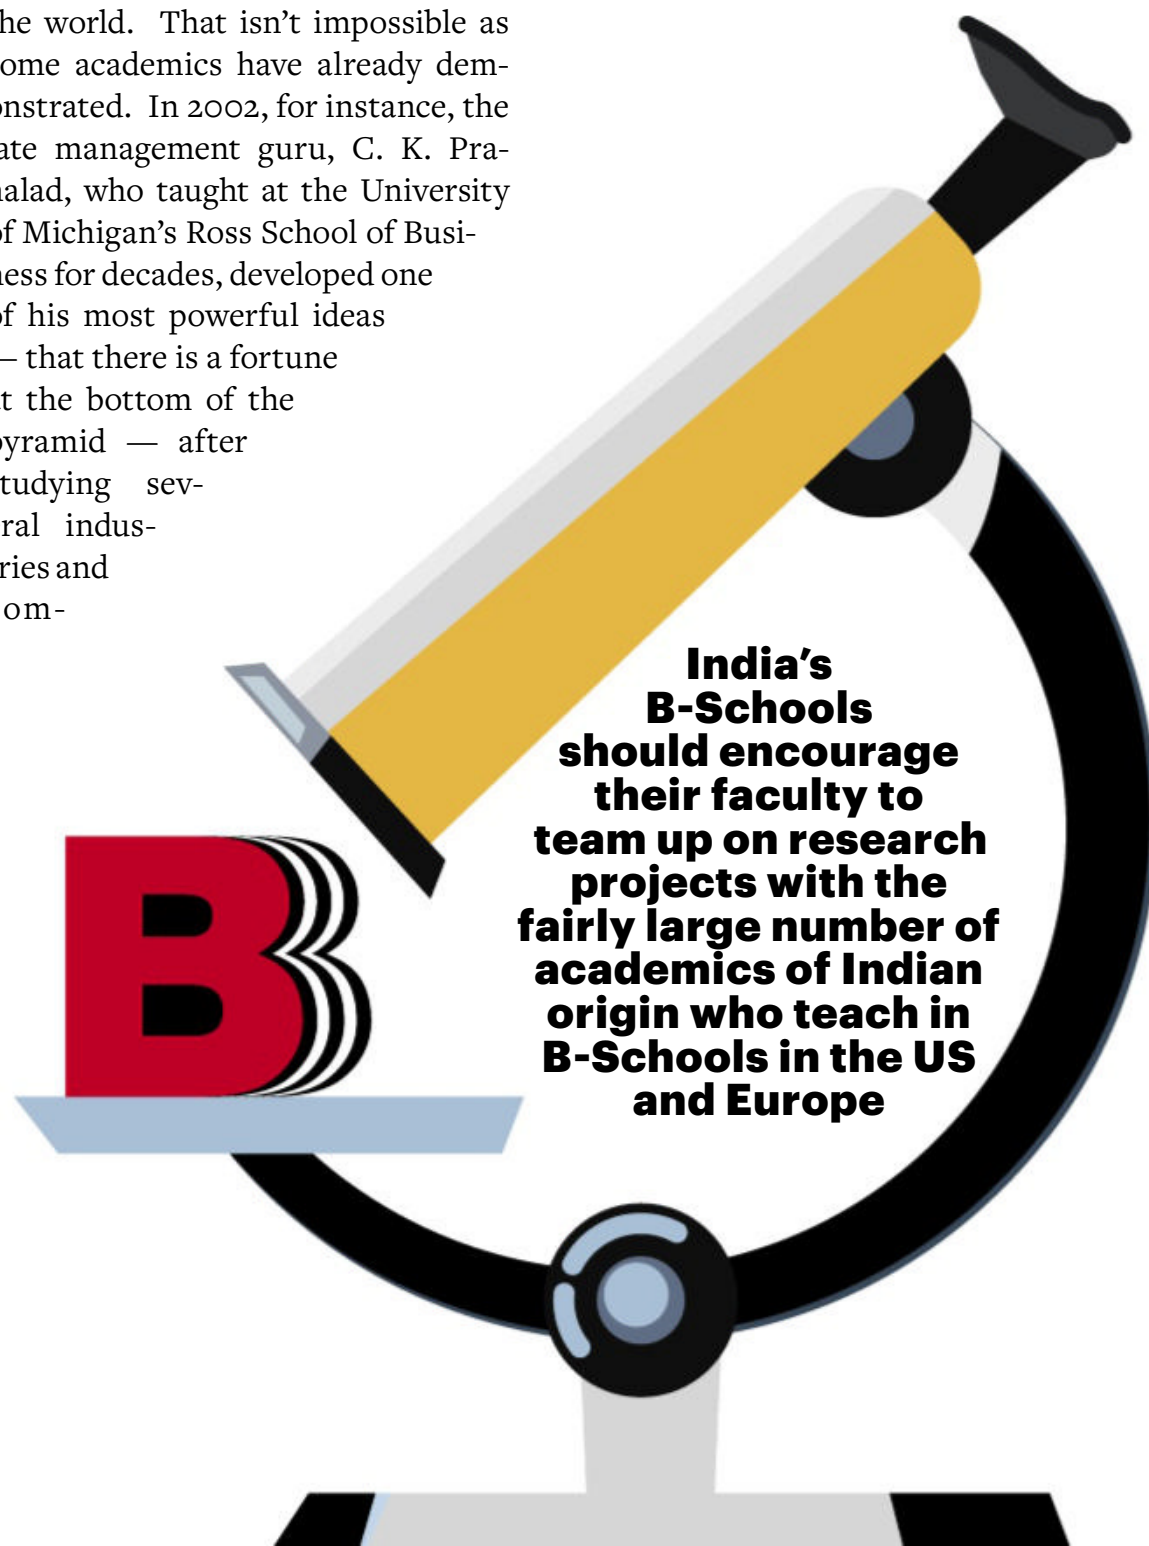 he world. That isn’t impossible as
ome academics have already dem-
onstrated. In 2002, for instance, the
ate management guru, C. K. Pra-
halad, who taught at the University
of Michigan’s Ross School of Busi-
ness for decades, developed one
of his most powerful ideas
— that there is a fortune
at the bottom of the
pyramid — after
tudying sev-
ral indus-
ries and
om-
India’s
B-Schools
should encourage
their faculty to
team up on research
projects with the
fairly large number of
academics of Indian
origin who teach in
B-Schools in the US
and Europe
B